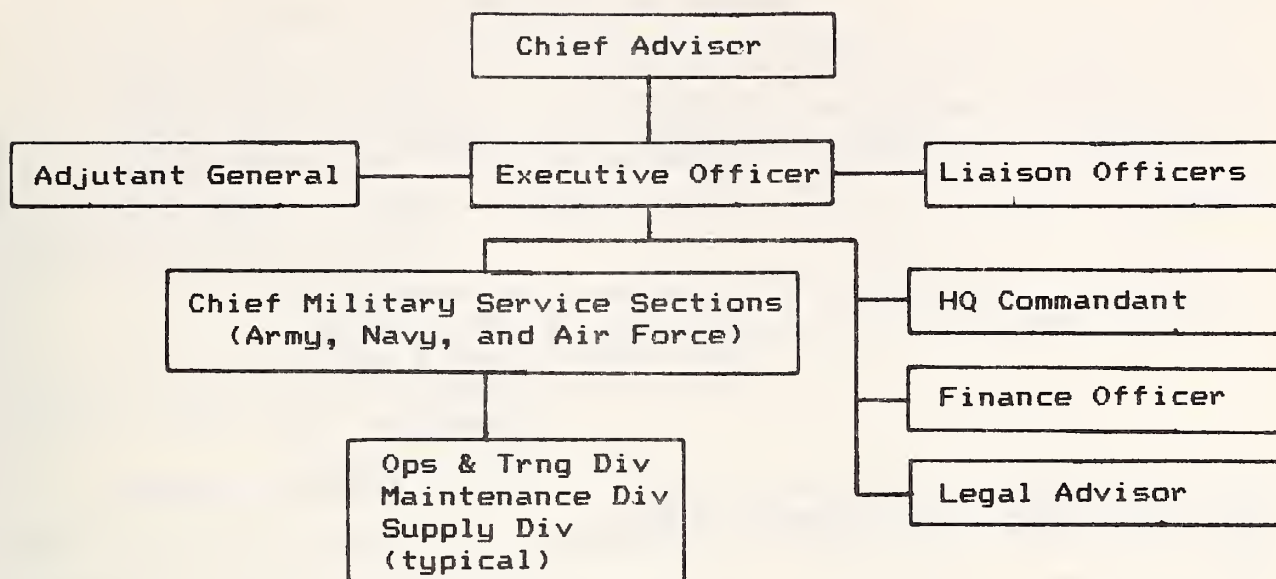 Chief Advisor
Adjutant General
Executive Officer
Liaison Officers
Chief Military Service Sections
(Army, Navy, and Air Force)
HQ Commandant
Finance Officer
Legal Advisor
Ops & Trng Div
Maintenance Div
Supply Div
(typical)